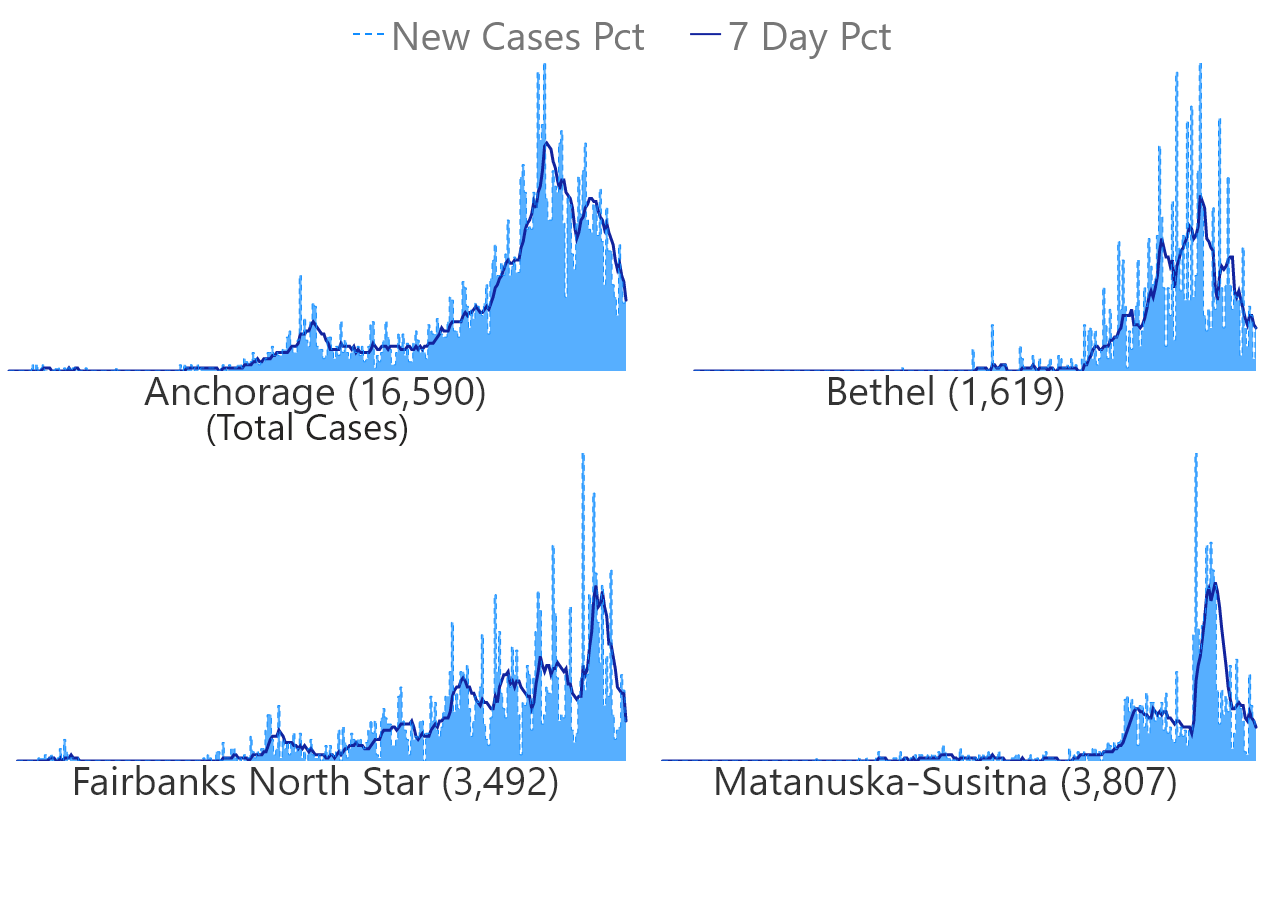 New Cases Pct 7 Day Pct
Anchorage (16,590)
(Total Cases)
Bethel (1,619)
Fairbanks North Star (3,492)
Matanuska-Susitna (3,807)